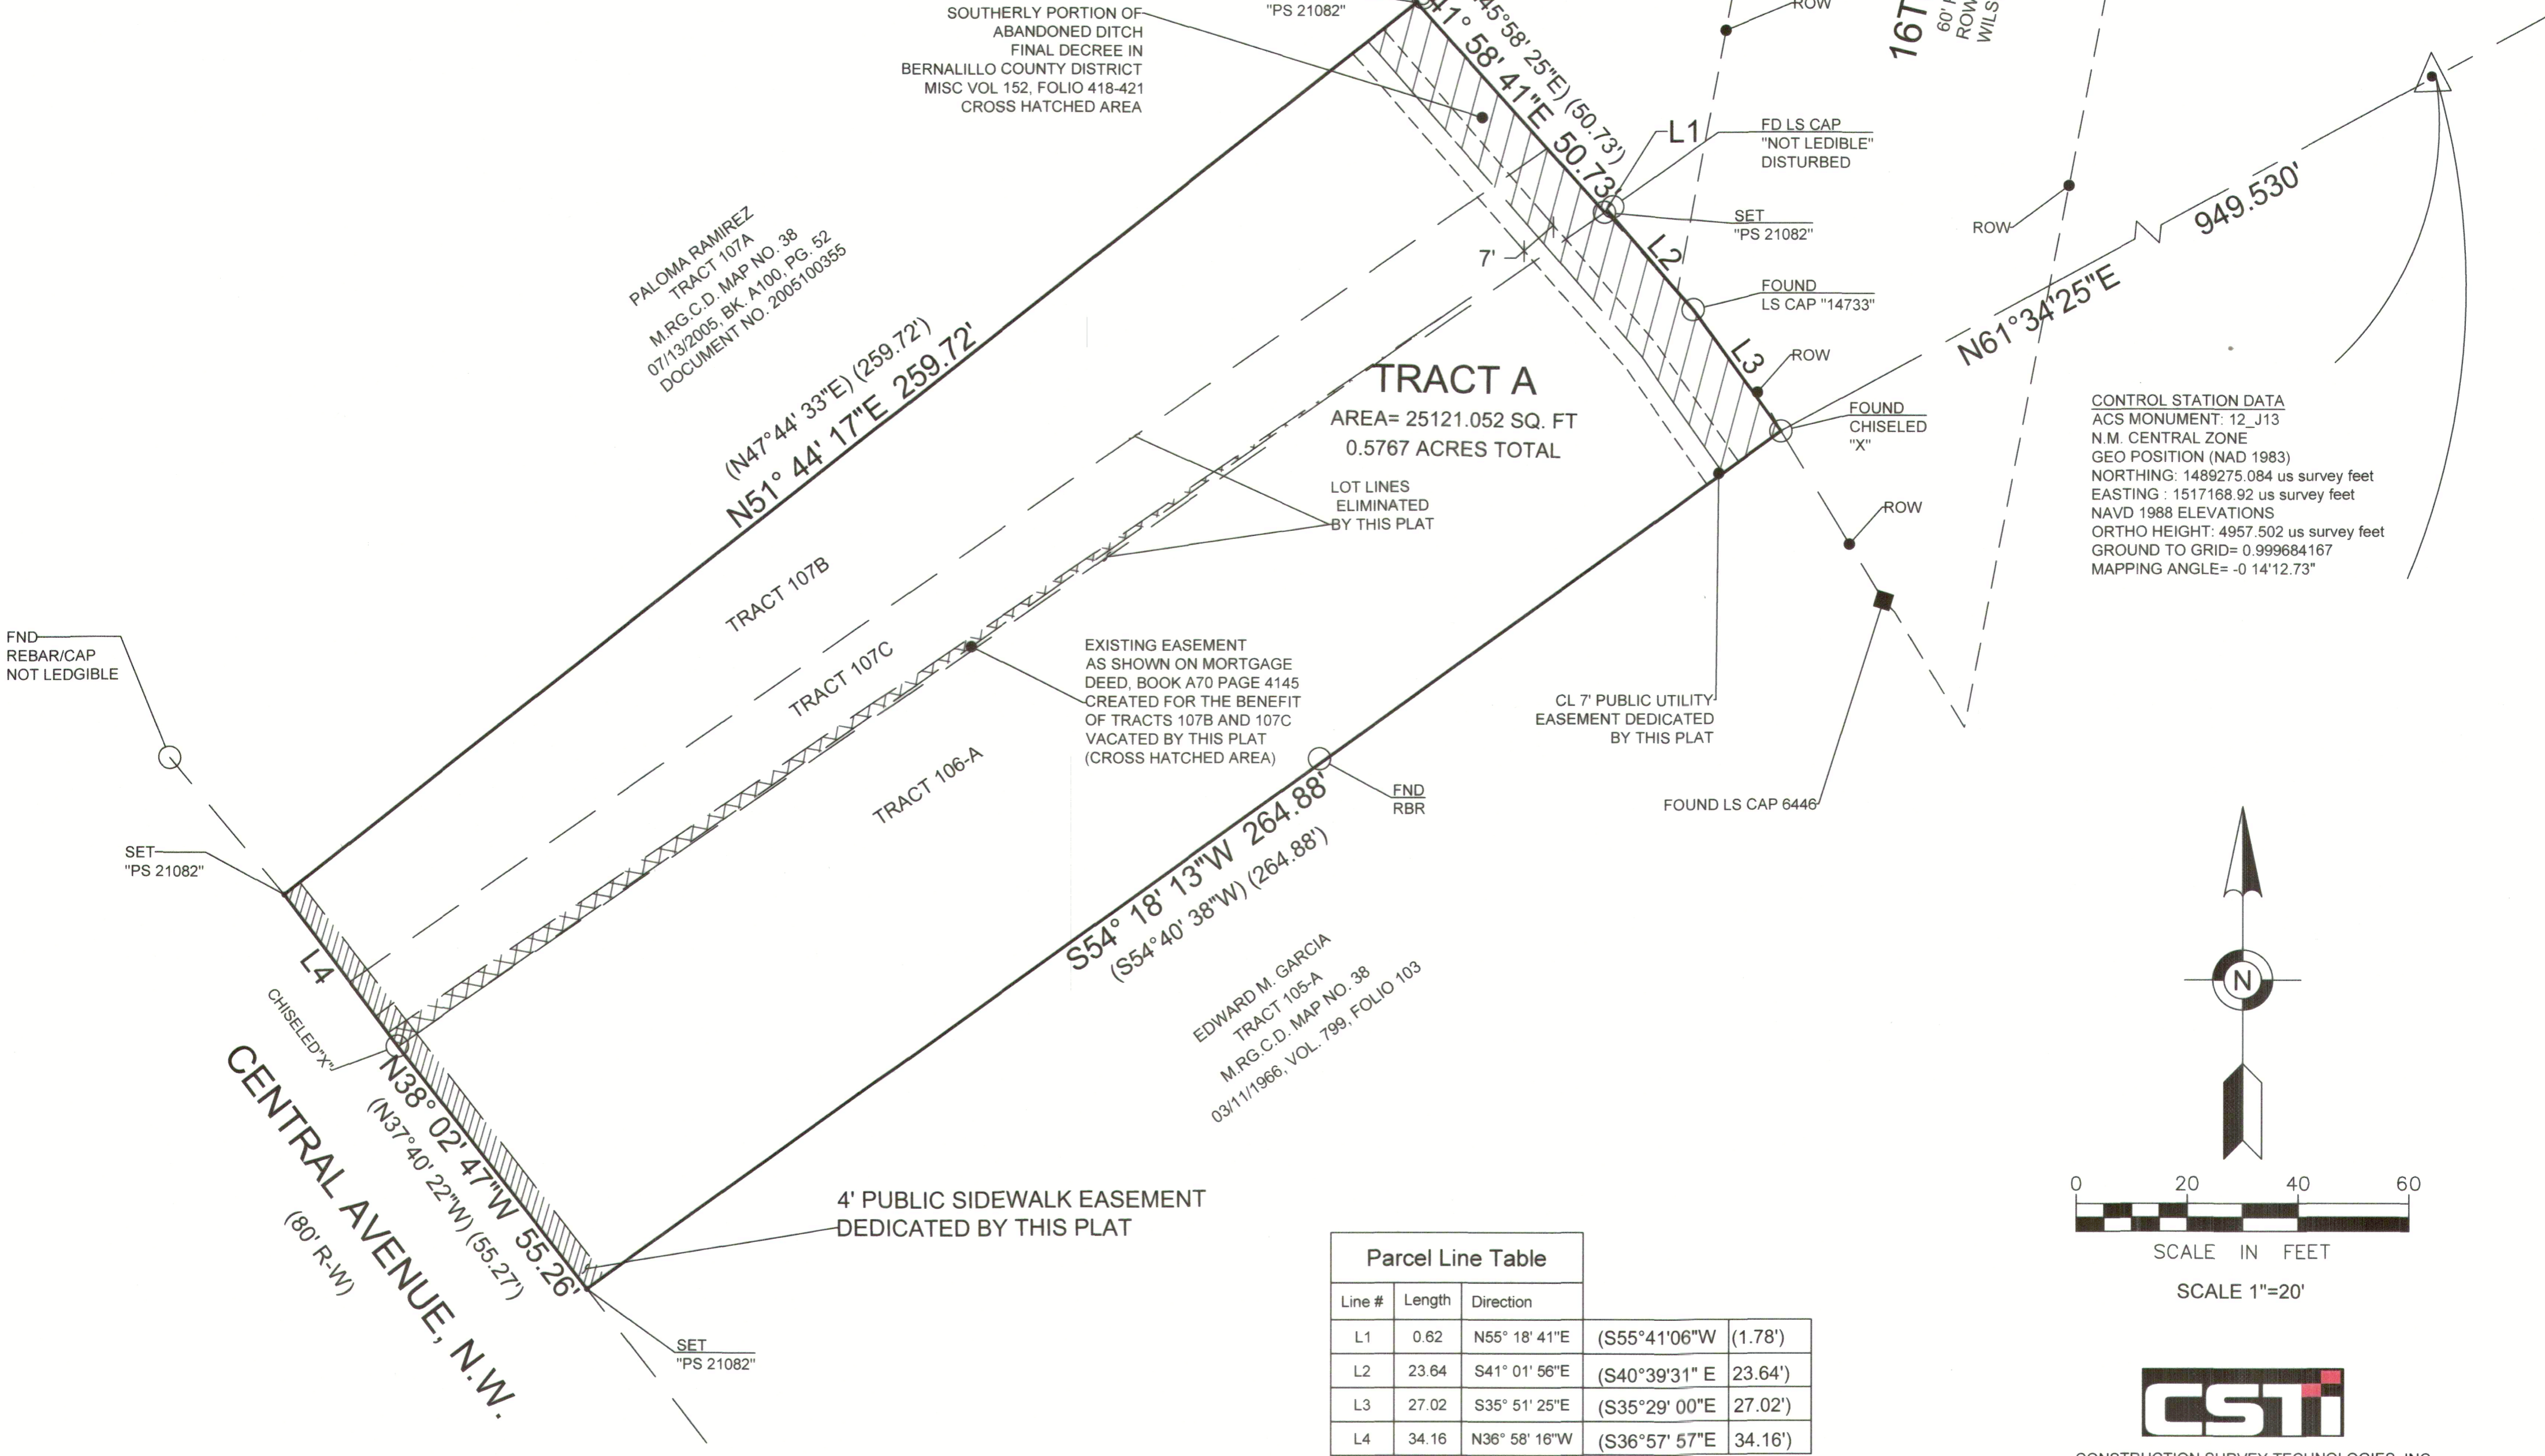 SOUTHERLY PORTION OF
ABANDONED DITCH
FINAL DECREE IN
BERNALILLO COUNTY DISTRICT
MISC VOL 152, FOLIO 418-421
CROSS HATCHED AREA
"PS 21082"
45°58' 25"E) (50.73')
41° 58' 41"E 50.73'
L1
FD LS CAP
"NOT LEDIBLE"
DISTURBED
SET
"PS 21082"
L2
7'
FOUND
LS CAP "14733"
L3
ROW
FOUND
CHISELED
"X"
ROW
ROW
ROW
16T
60'
ROW
WILS
949.530'
N61°34'25"E
PALOMA RAMIREZ
TRACT 107A
M.RG.C.D. MAP NO. 38
07/13/2005, BK. A100, PG. 52
DOCUMENT NO. 2005100355
(N47°44' 33"E) (259.72')
N51° 44' 17"E 259.72'
TRACT A
AREA= 25121.052 SQ. FT
0.5767 ACRES TOTAL
LOT LINES
ELIMINATED
BY THIS PLAT
CONTROL STATION DATA
ACS MONUMENT: 12_J13
N.M. CENTRAL ZONE
GEO POSITION (NAD 1983)
NORTHING: 1489275.084 us survey feet
EASTING : 1517168.92 us survey feet
NAVD 1988 ELEVATIONS
ORTHO HEIGHT: 4957.502 us survey feet
GROUND TO GRID= 0.999684167
MAPPING ANGLE= -0 14'12.73"
TRACT 107B
TRACT 107C
TRACT 106-A
EXISTING EASEMENT
AS SHOWN ON MORTGAGE
DEED, BOOK A70 PAGE 4145
CREATED FOR THE BENEFIT
OF TRACTS 107B AND 107C
VACATED BY THIS PLAT
(CROSS HATCHED AREA)
CL 7' PUBLIC UTILITY
EASEMENT DEDICATED
BY THIS PLAT
FOUND LS CAP 6446
FND
RBR
FND
REBAR/CAP
NOT LEDGIBLE
SET
"PS 21082"
S54° 18' 13"W 264.88'
(S54°40' 38"W) (264.88')
EDWARD M. GARCIA
TRACT 105-A
M.RG.C.D. MAP NO. 38
03/11/1966, VOL. 799, FOLIO 103
L4
CHISELED"X"
N38° 02' 47"W 55.26'
(N37°40' 22"W) (55.27')
CENTRAL AVENUE, N.W.
(80' R-W)
4' PUBLIC SIDEWALK EASEMENT
DEDICATED BY THIS PLAT
SET
"PS 21082"
N
0 20 40 60
SCALE IN FEET
SCALE 1"=20'
Parcel Line Table
Line # Length Direction
L1 0.62 N55° 18' 41"E (S55°41'06"W (1.78')
L2 23.64 S41° 01' 56"E (S40°39'31" E 23.64')
L3 27.02 S35° 51' 25"E (S35°29' 00"E 27.02')
L4 34.16 N36° 58' 16"W (S36°57' 57"E 34.16')
CSTi
CONSTRUCTION SURVEY TECHNOLOGIES, INC